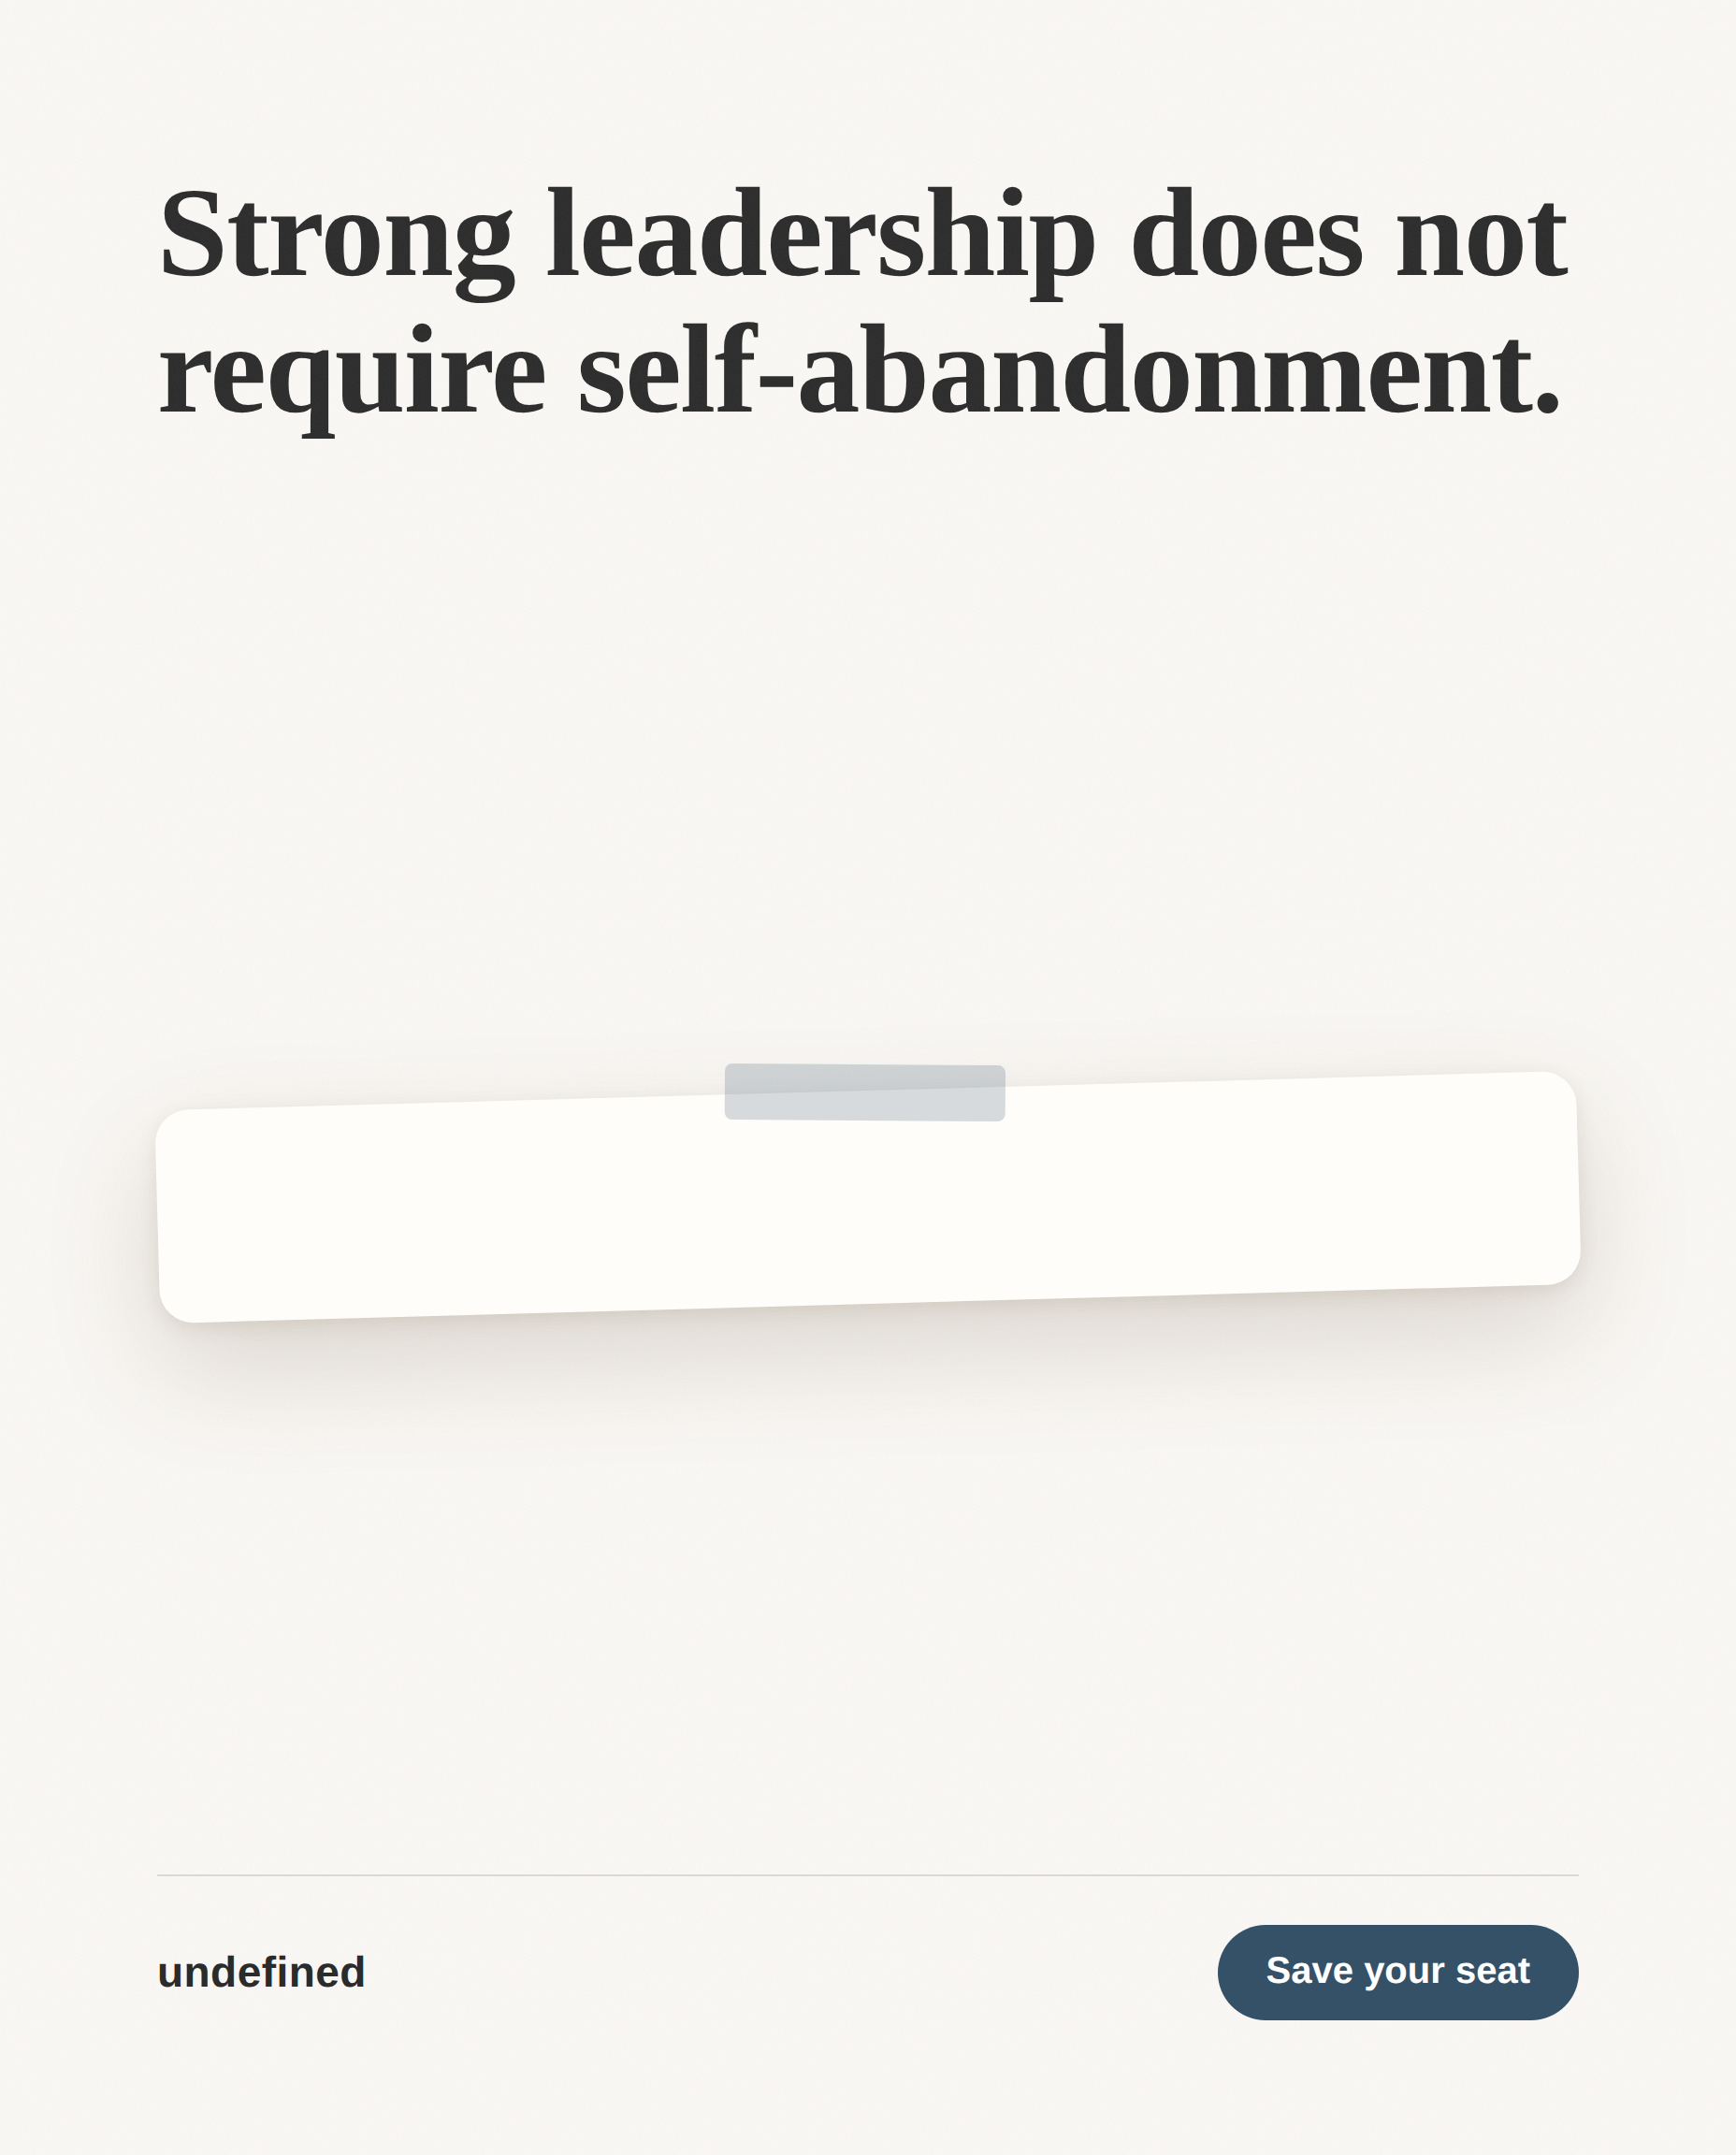 Strong leadership does not
require self-abandonment.
undefined
Save your seat